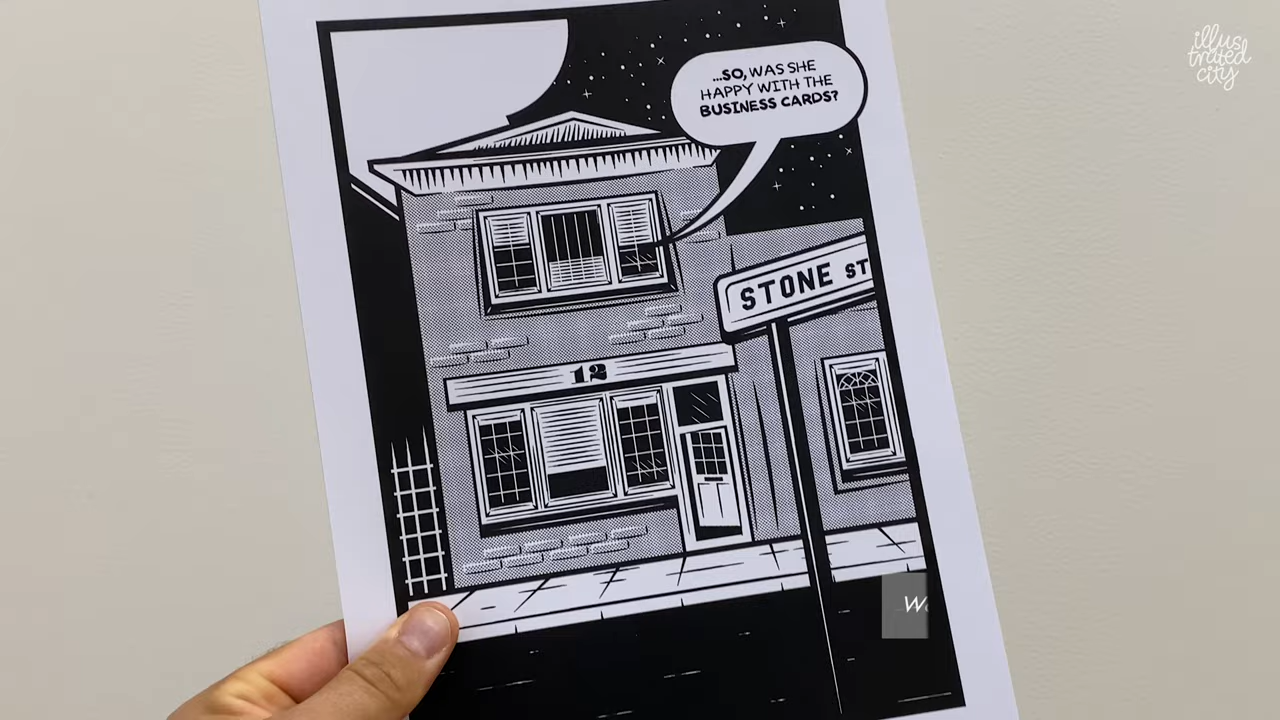 illus
trated
city
...SO, WAS SHE
HAPPY WITH THE
BUSINESS CARDS?
STONE ST
12